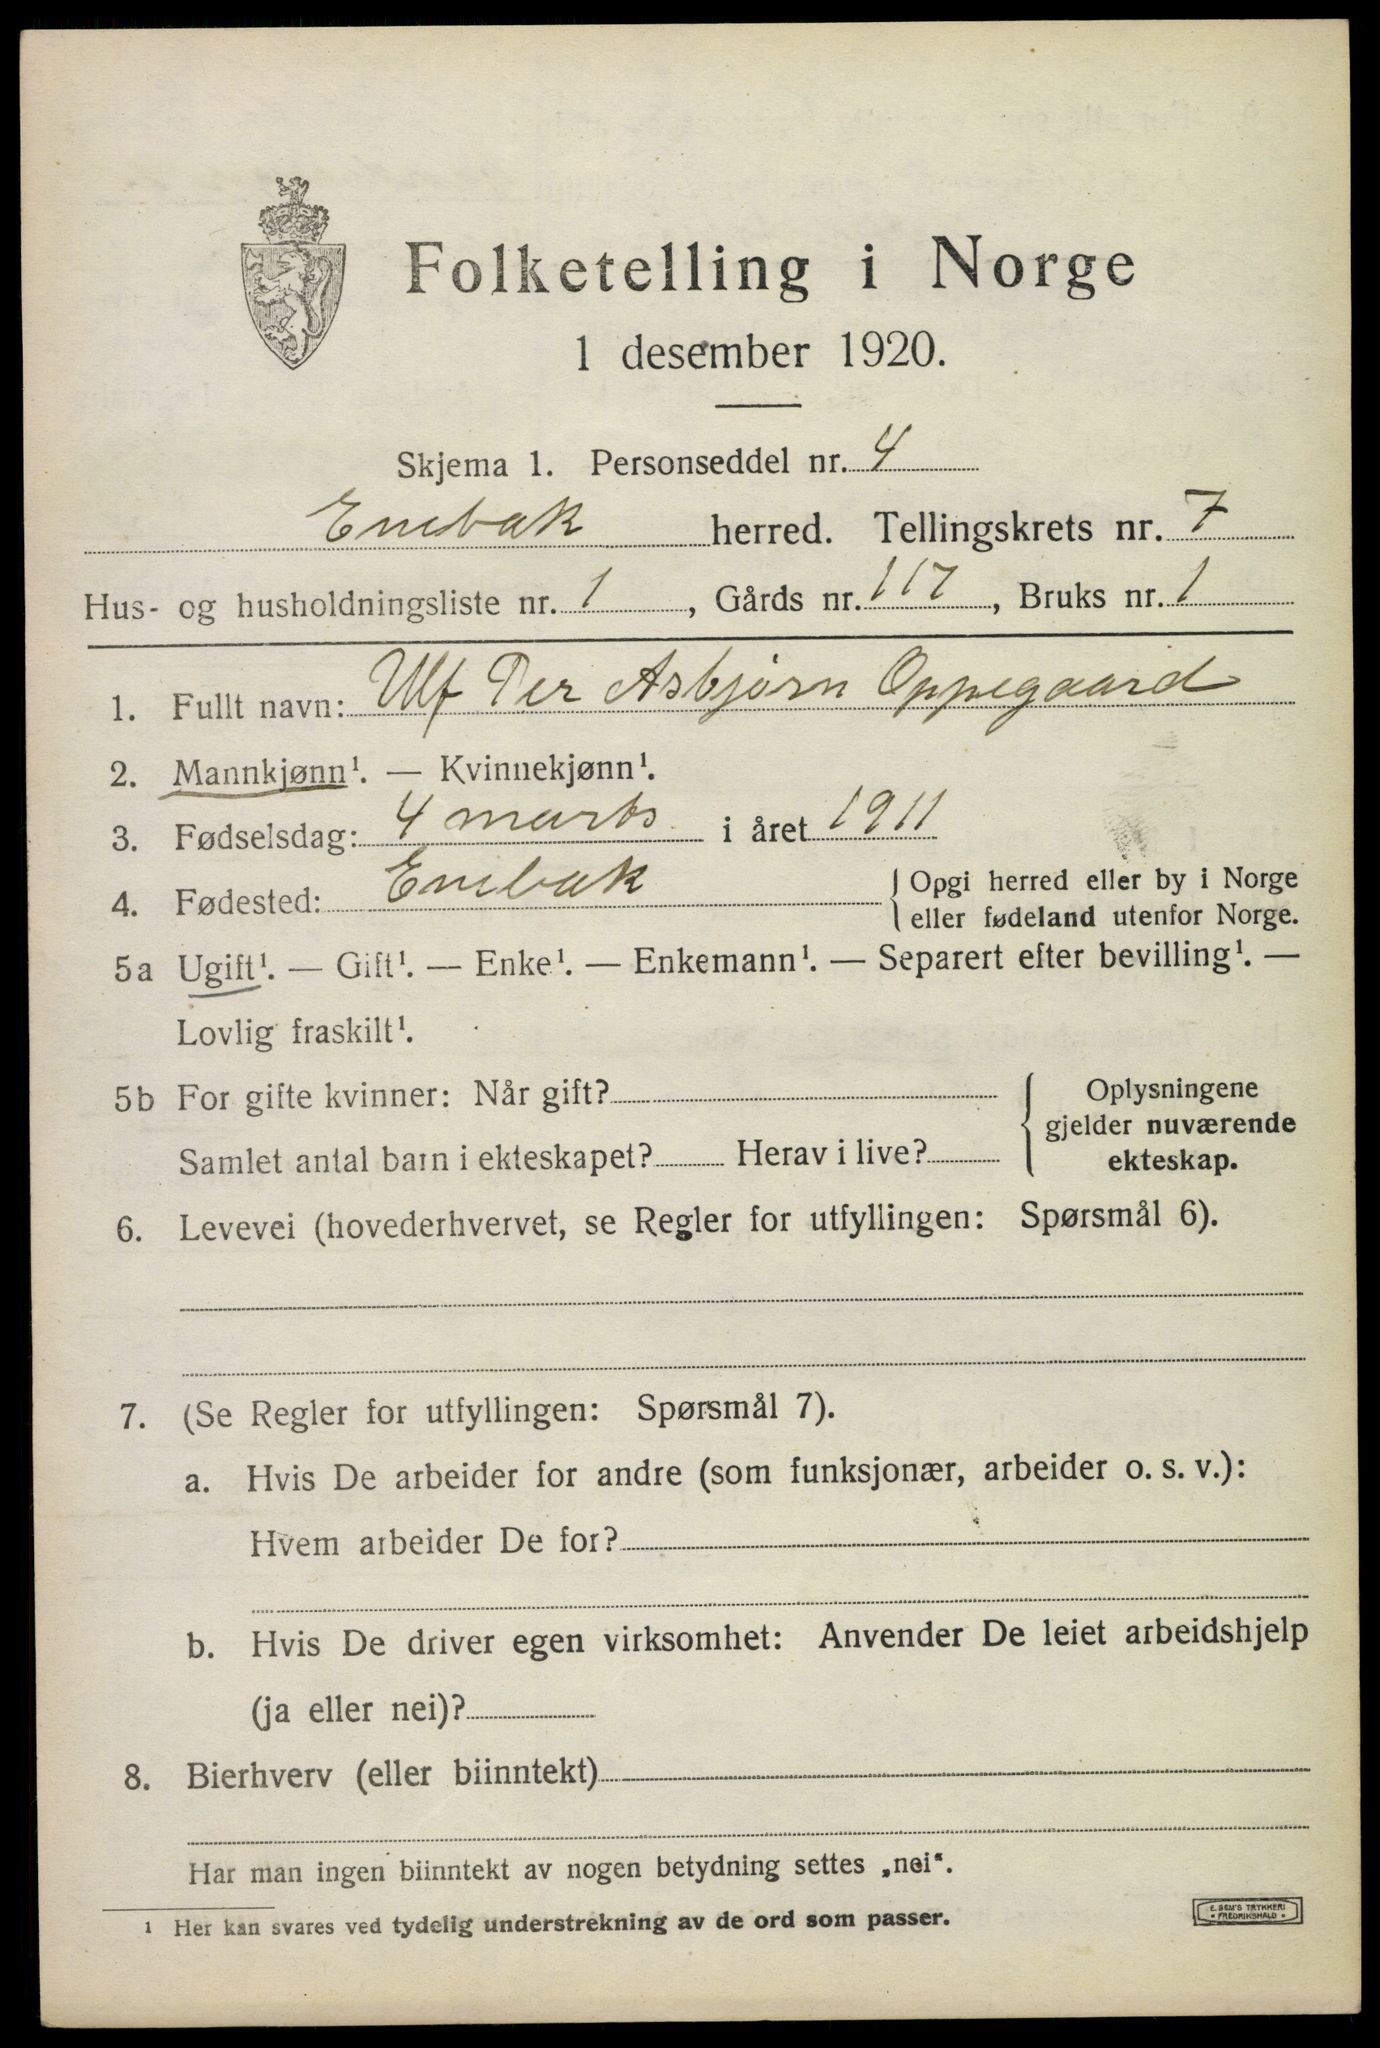 Folketelling i Norge
1 desember 1920.
Skjema 1. Personseddel nr. 4
Enebak herred. Tellingskrets nr. 7
Hus- og husholdningsliste nr. 1, Gårds nr. 117, Bruks nr. 1
1. Fullt navn: Ulf Per Asbjørn Oppegaard
2. Mannkjønn¹. — Kvinnekjønn¹.
3. Fødselsdag: 4 marts i året 1911
4. Fødested: Enebak { Opgi herred eller by i Norge
eller fødeland utenfor Norge.
5a Ugift¹. — Gift¹. — Enke¹. — Enkemann¹. — Separert efter bevilling¹. —
Lovlig fraskilt¹.
5b For gifte kvinner: Når gift?
Samlet antal barn i ekteskapet? Herav i live?
{ Oplysningene
gjelder nuværende
ekteskap.
6. Levevei (hovederhvervet, se Regler for utfyllingen: Spørsmål 6).
7. (Se Regler for utfyllingen: Spørsmål 7).
a. Hvis De arbeider for andre (som funksjonær, arbeider o. s. v.):
Hvem arbeider De for?
b. Hvis De driver egen virksomhet: Anvender De leiet arbeidshjelp
(ja eller nei)?
8. Bierhverv (eller biinntekt)
Har man ingen biinntekt av nogen betydning settes „nei“.
¹ Her kan svares ved tydelig understrekning av de ord som passer.
E. SEM'S TRYKKERI
• FREDRIKSHALD •